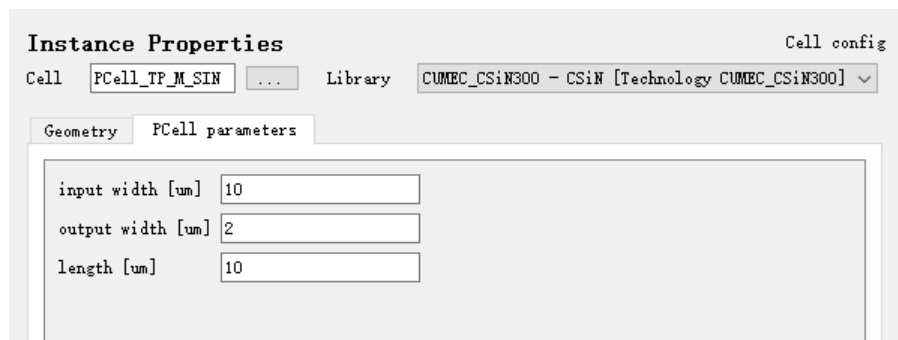 Instance Properties Cell config
Cell PCell_TP_M_SIN ... Library CUMEC_CSiN300 - CSiN [Technology CUMEC_CSiN300]
Geometry PCell parameters
input width [um] 10
output width [um] 2
length [um] 10